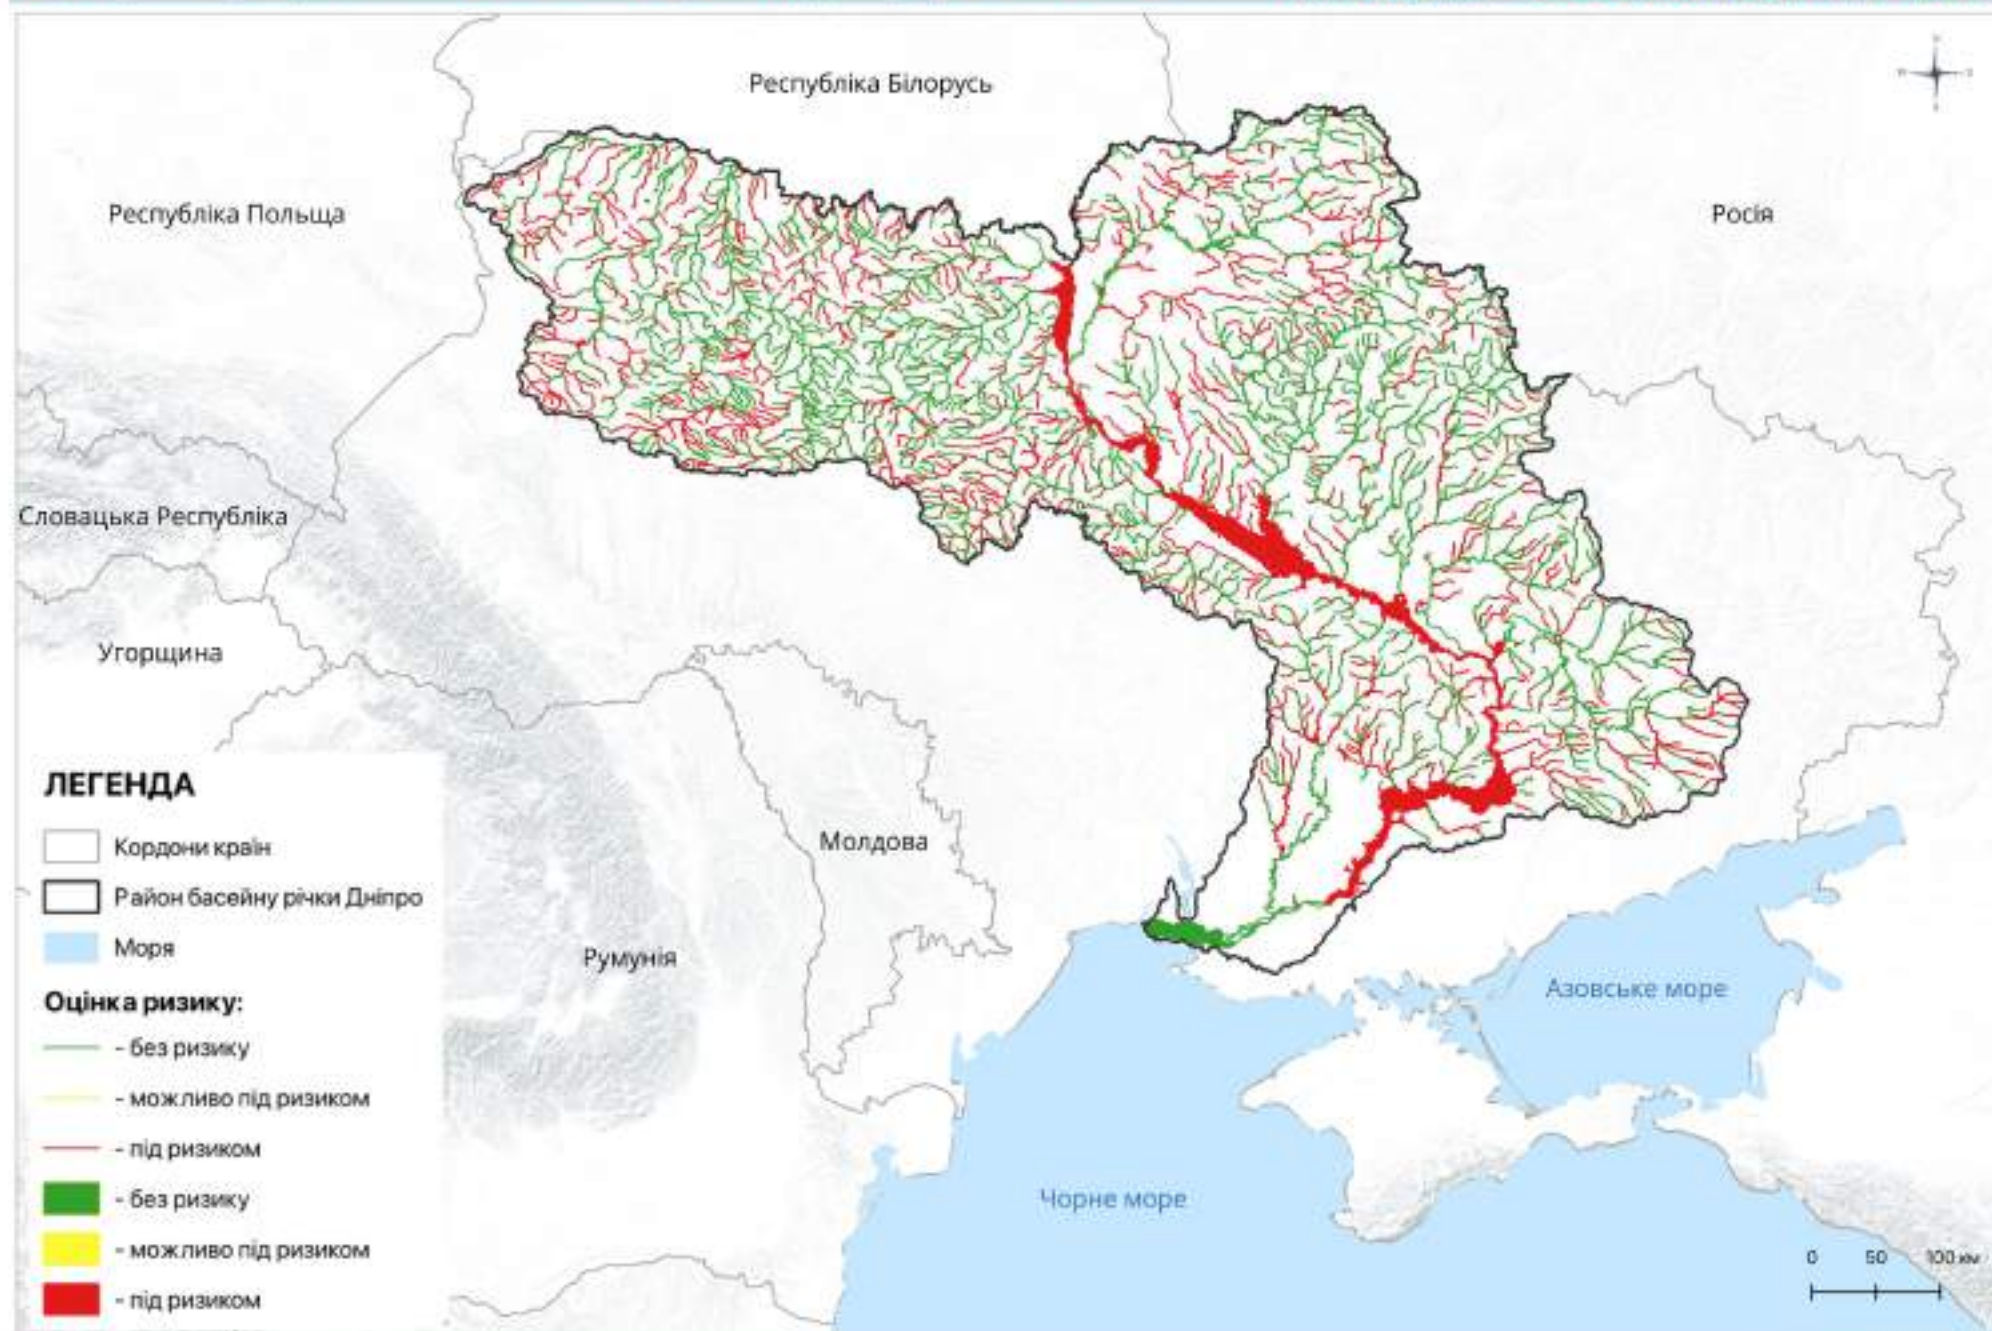 Республіка Білорусь
Республіка Польща
Росія
Словацька Республіка
Угорщина
Молдова
Румунія
Азовське море
Чорне море
ЛЕГЕНДА
Кордони країн
Район басейну річки Дніпро
Моря
Оцінка ризику:
- без ризику
- можливо під ризиком
- під ризиком
- без ризику
- можливо під ризиком
- під ризиком
0 50 100 км